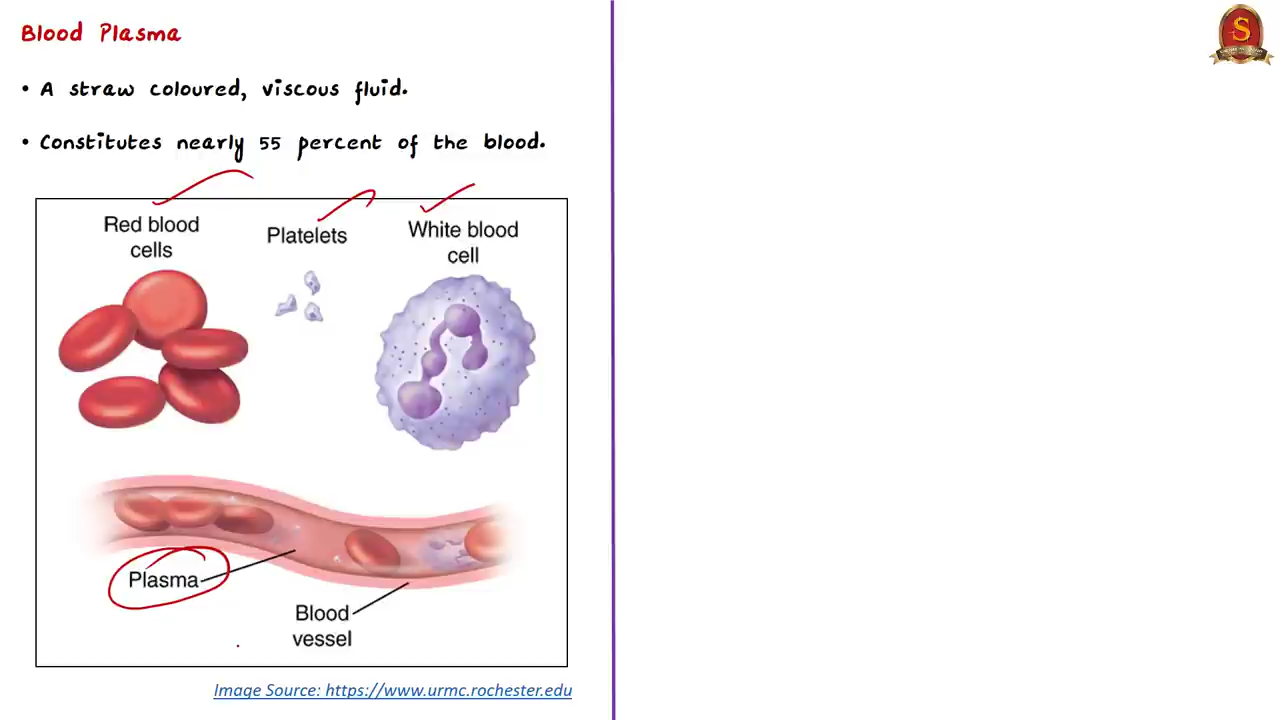 Blood Plasma
• A straw coloured, viscous fluid.
• Constitutes nearly 55 percent of the blood.
Red blood
cells
Platelets
White blood
cell
Plasma
Blood
vessel
Image Source: https://www.urmc.rochester.edu
S